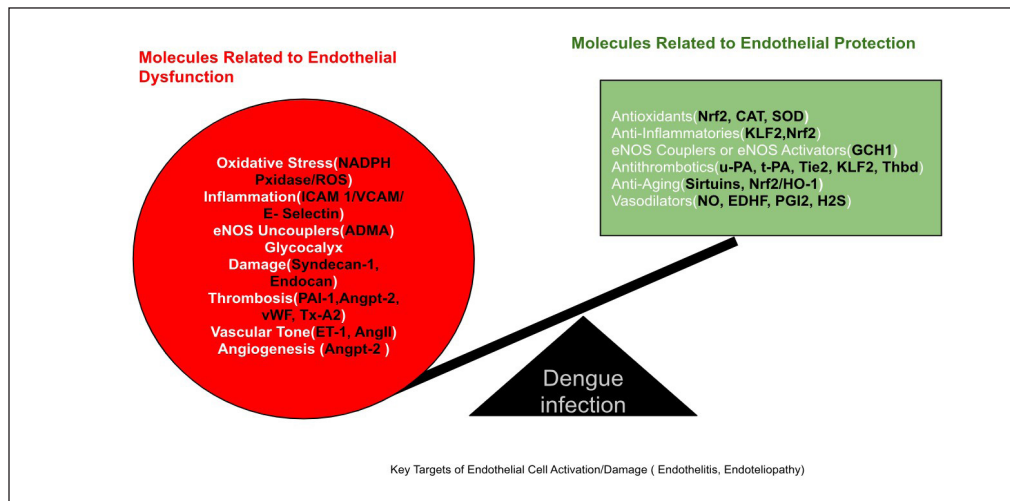 Molecules Related to Endothelial
Dysfunction
Oxidative Stress(NADPH
Pxidase/ROS)
Inflammation(ICAM 1/VCAM/
E- Selectin)
eNOS Uncouplers(ADMA)
Glycocalyx
Damage(Syndecan-1,
Endocan)
Thrombosis(PAI-1,Angpt-2,
vWF, Tx-A2)
Vascular Tone(ET-1, AngII)
Angiogenesis (Angpt-2 )
Molecules Related to Endothelial Protection
Antioxidants(Nrf2, CAT, SOD)
Anti-Inflammatories(KLF2,Nrf2)
eNOS Couplers or eNOS Activators(GCH1)
Antithrombotics(u-PA, t-PA, Tie2, KLF2, Thbd)
Anti-Aging(Sirtuins, Nrf2/HO-1)
Vasodilators(NO, EDHF, PGI2, H2S)
Dengue
infection
Key Targets of Endothelial Cell Activation/Damage ( Endothelitis, Endoteliopathy)